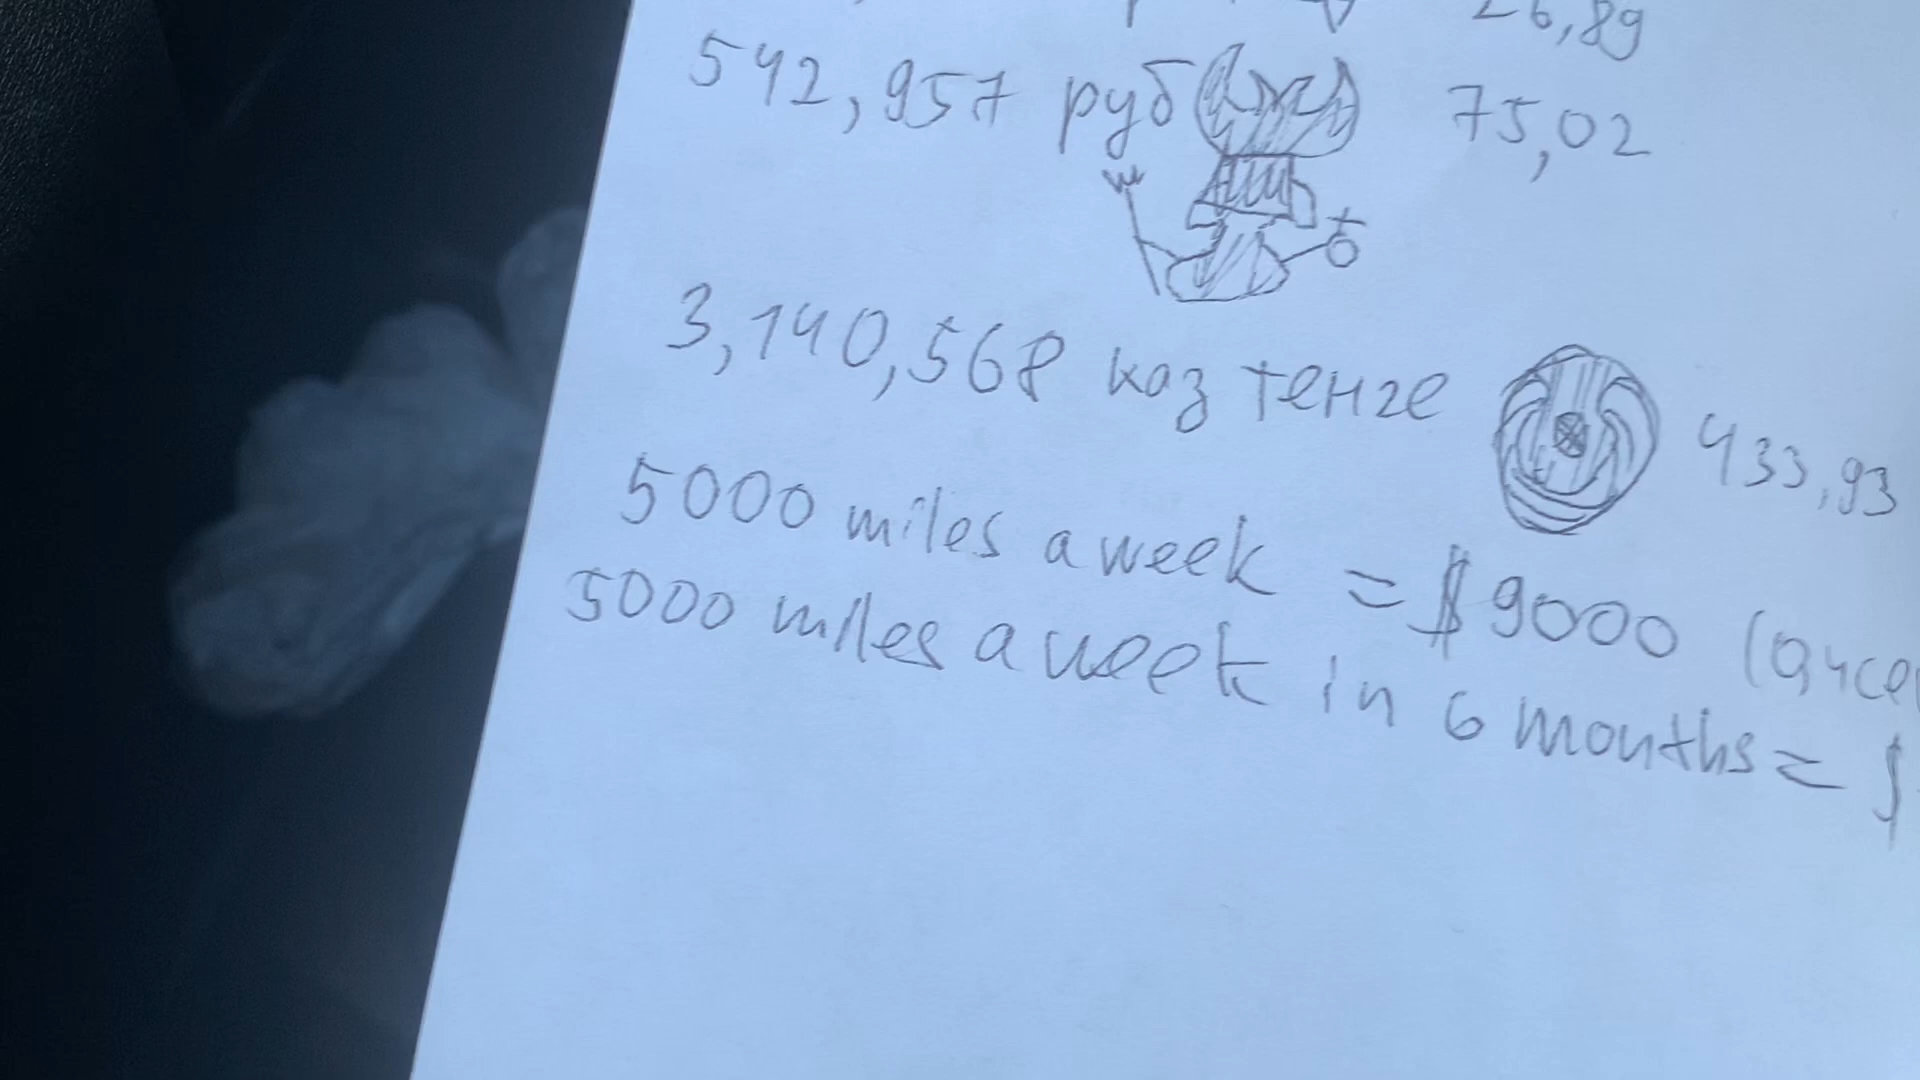 26,89
542,957 руб 75,02
3,140,568 каз тенге 433,93
5000 miles a week = $9000
5000 miles a week in 6 months = $